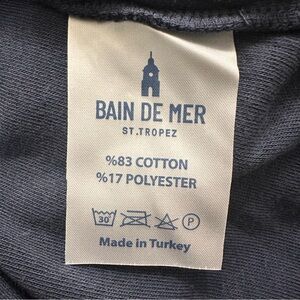 BAIN DE MER
ST.TROPEZ
%83 COTTON
%17 POLYESTER
30° P
Made in Turkey